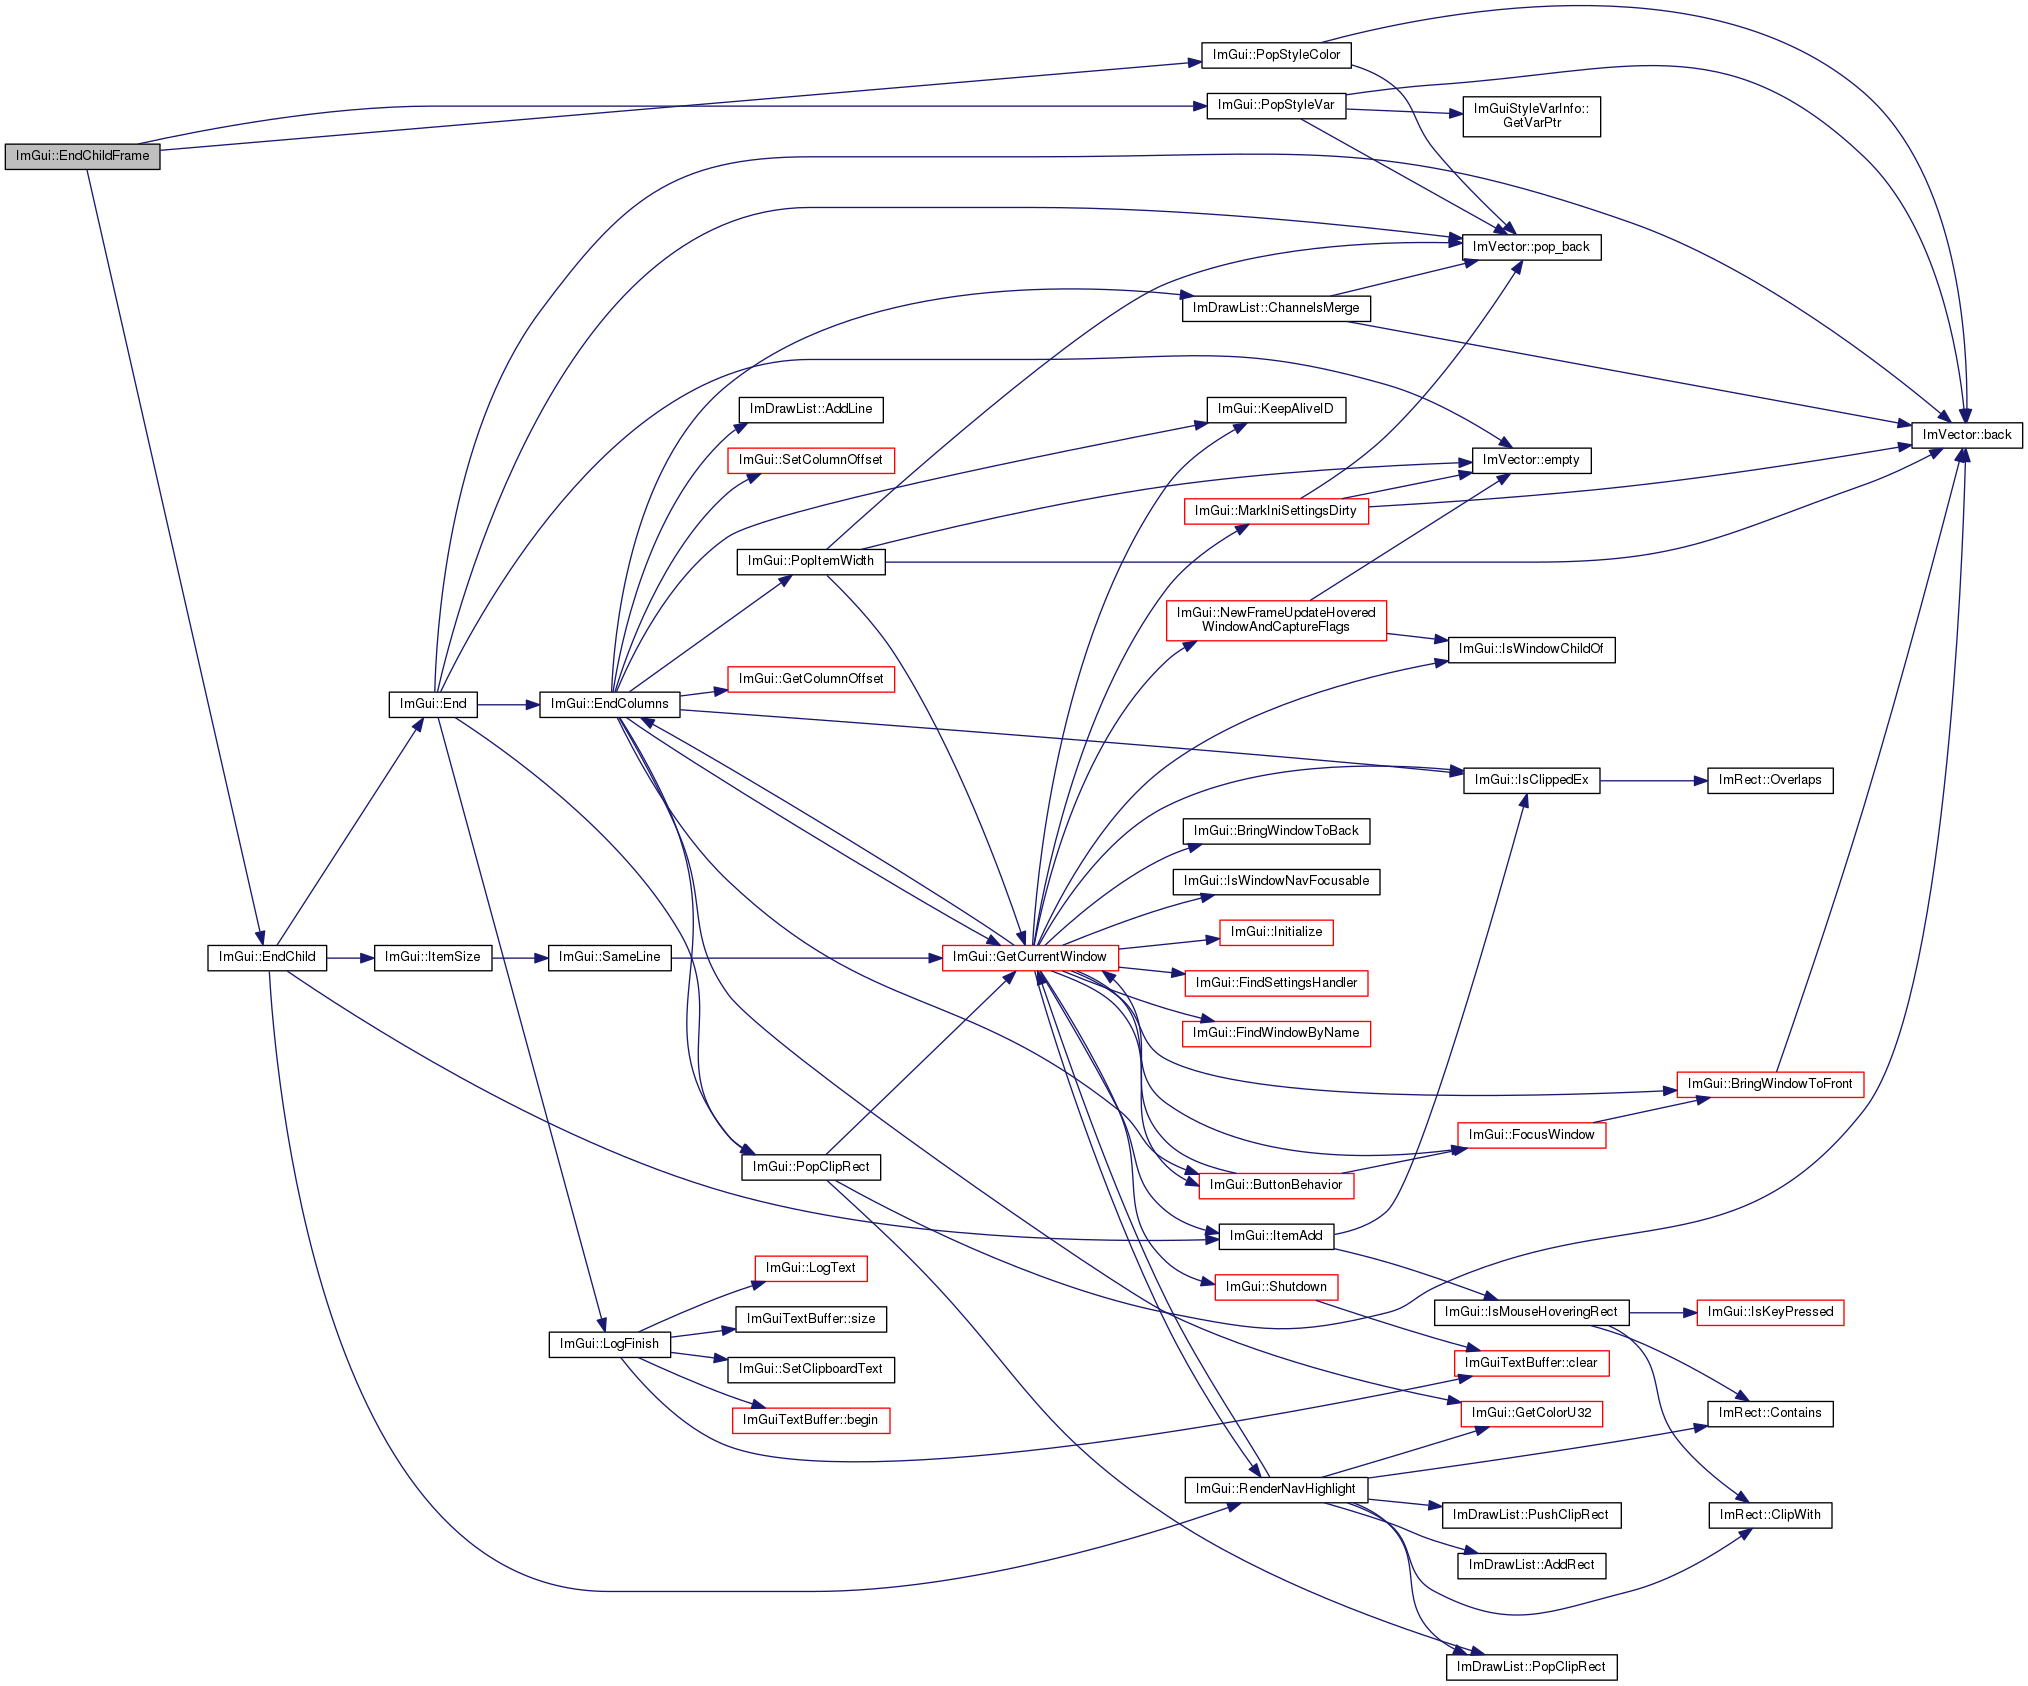 ImGui::PopStyleColor
ImGui::PopStyleVar
ImGuiStyleVarInfo::
GetVarPtr
ImGui::EndChildFrame
ImVector::pop_back
ImDrawList::ChannelsMerge
ImDrawList::AddLine
ImGui::KeepAliveID
ImVector::back
ImGui::SetColumnOffset
ImVector::empty
ImGui::MarkIniSettingsDirty
ImGui::PopItemWidth
ImGui::NewFrameUpdateHovered
WindowAndCaptureFlags
ImGui::IsWindowChildOf
ImGui::GetColumnOffset
ImGui::End
ImGui::EndColumns
ImGui::IsClippedEx
ImRect::Overlaps
ImGui::BringWindowToBack
ImGui::IsWindowNavFocusable
ImGui::Initialize
ImGui::EndChild
ImGui::ItemSize
ImGui::SameLine
ImGui::GetCurrentWindow
ImGui::FindSettingsHandler
ImGui::FindWindowByName
ImGui::BringWindowToFront
ImGui::FocusWindow
ImGui::PopClipRect
ImGui::ButtonBehavior
ImGui::ItemAdd
ImGui::LogText
ImGui::Shutdown
ImGuiTextBuffer::size
ImGui::IsMouseHoveringRect
ImGui::IsKeyPressed
ImGui::LogFinish
ImGui::SetClipboardText
ImGuiTextBuffer::clear
ImGuiTextBuffer::begin
ImGui::GetColorU32
ImRect::Contains
ImGui::RenderNavHighlight
ImDrawList::PushClipRect
ImRect::ClipWith
ImDrawList::AddRect
ImDrawList::PopClipRect